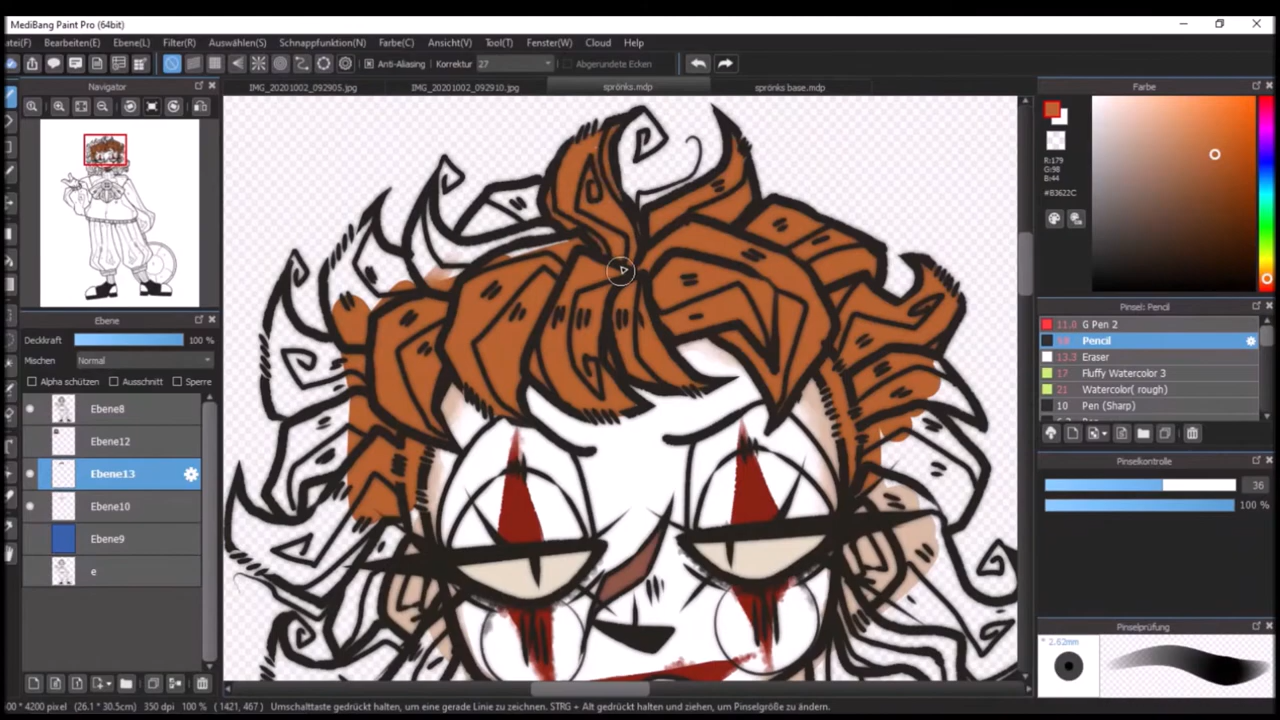 MediBang Paint Pro (64bit)
Bearbeiten(E) Ebene(L) Filter(R) Auswählen(S) Schnappfunktion(N) Farbe(C) Ansicht(V) Tool(T) Fenster(W) Cloud Help
Anti-Aliasing Korrektur 27 Abgerundete Ecken
Navigator
IMG_20201002_092905.jpg IMG_20201002_092910.jpg sprönks.mdp sprönks base.mdp
Farbe
R:179
G:98
B:44
#B3622C
Ebene
Deckkraft 100 %
Mischen Normal
Alpha schützen Ausschnitt Sperre
Ebene8
Ebene12
Ebene13
Ebene10
Ebene9
e
Pinsel: Pencil
11.0 G Pen 2
Pencil
13.3 Eraser
17 Fluffy Watercolor 3
21 Watercolor( rough)
10 Pen (Sharp)
Pinselkontrolle
36
100 %
Pinselprüfung
* 2.62mm
* 4200 pixel (26.1 * 30.5cm) 350 dpi 100 % ( 1421, 467 ) Umschalttaste gedrückt halten, um eine gerade Linie zu zeichnen. STRG + Alt gedrückt halten und ziehen, um Pinselgröße zu ändern.